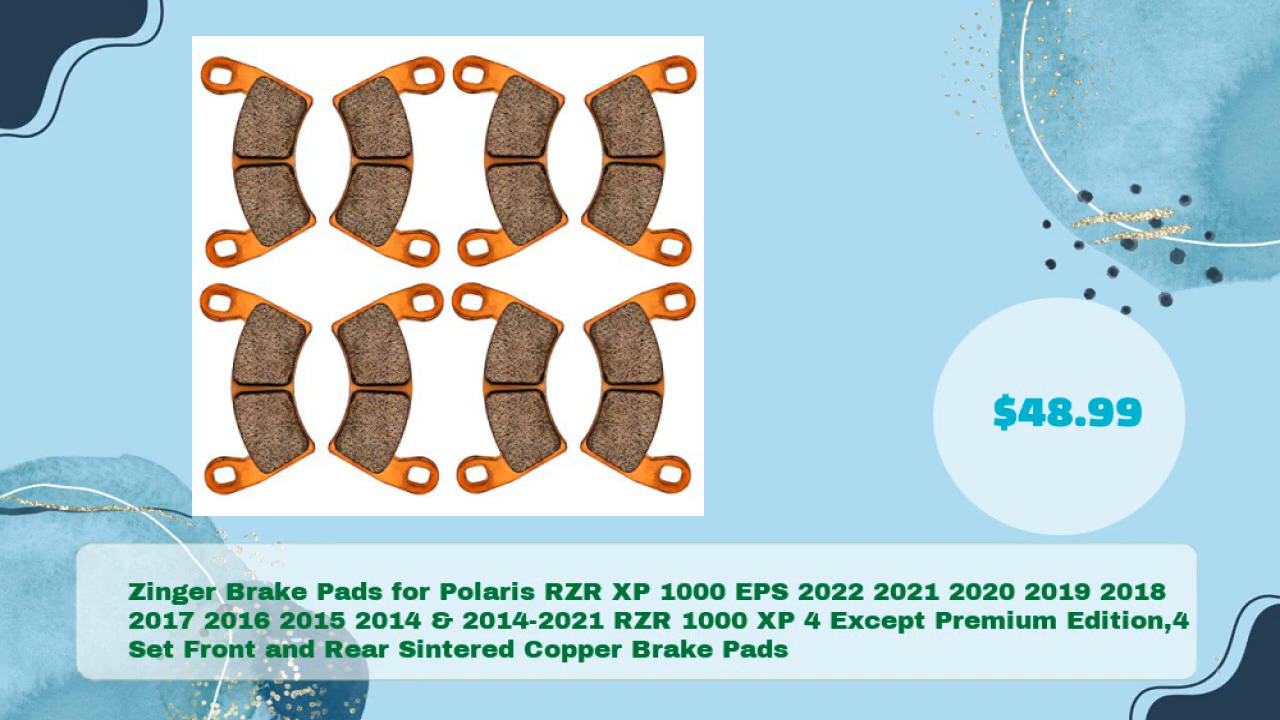 $48.99
Zinger Brake Pads for Polaris RZR XP 1000 EPS 2022 2021 2020 2019 2018
2017 2016 2015 2014 & 2014-2021 RZR 1000 XP 4 Except Premium Edition,4
Set Front and Rear Sintered Copper Brake Pads